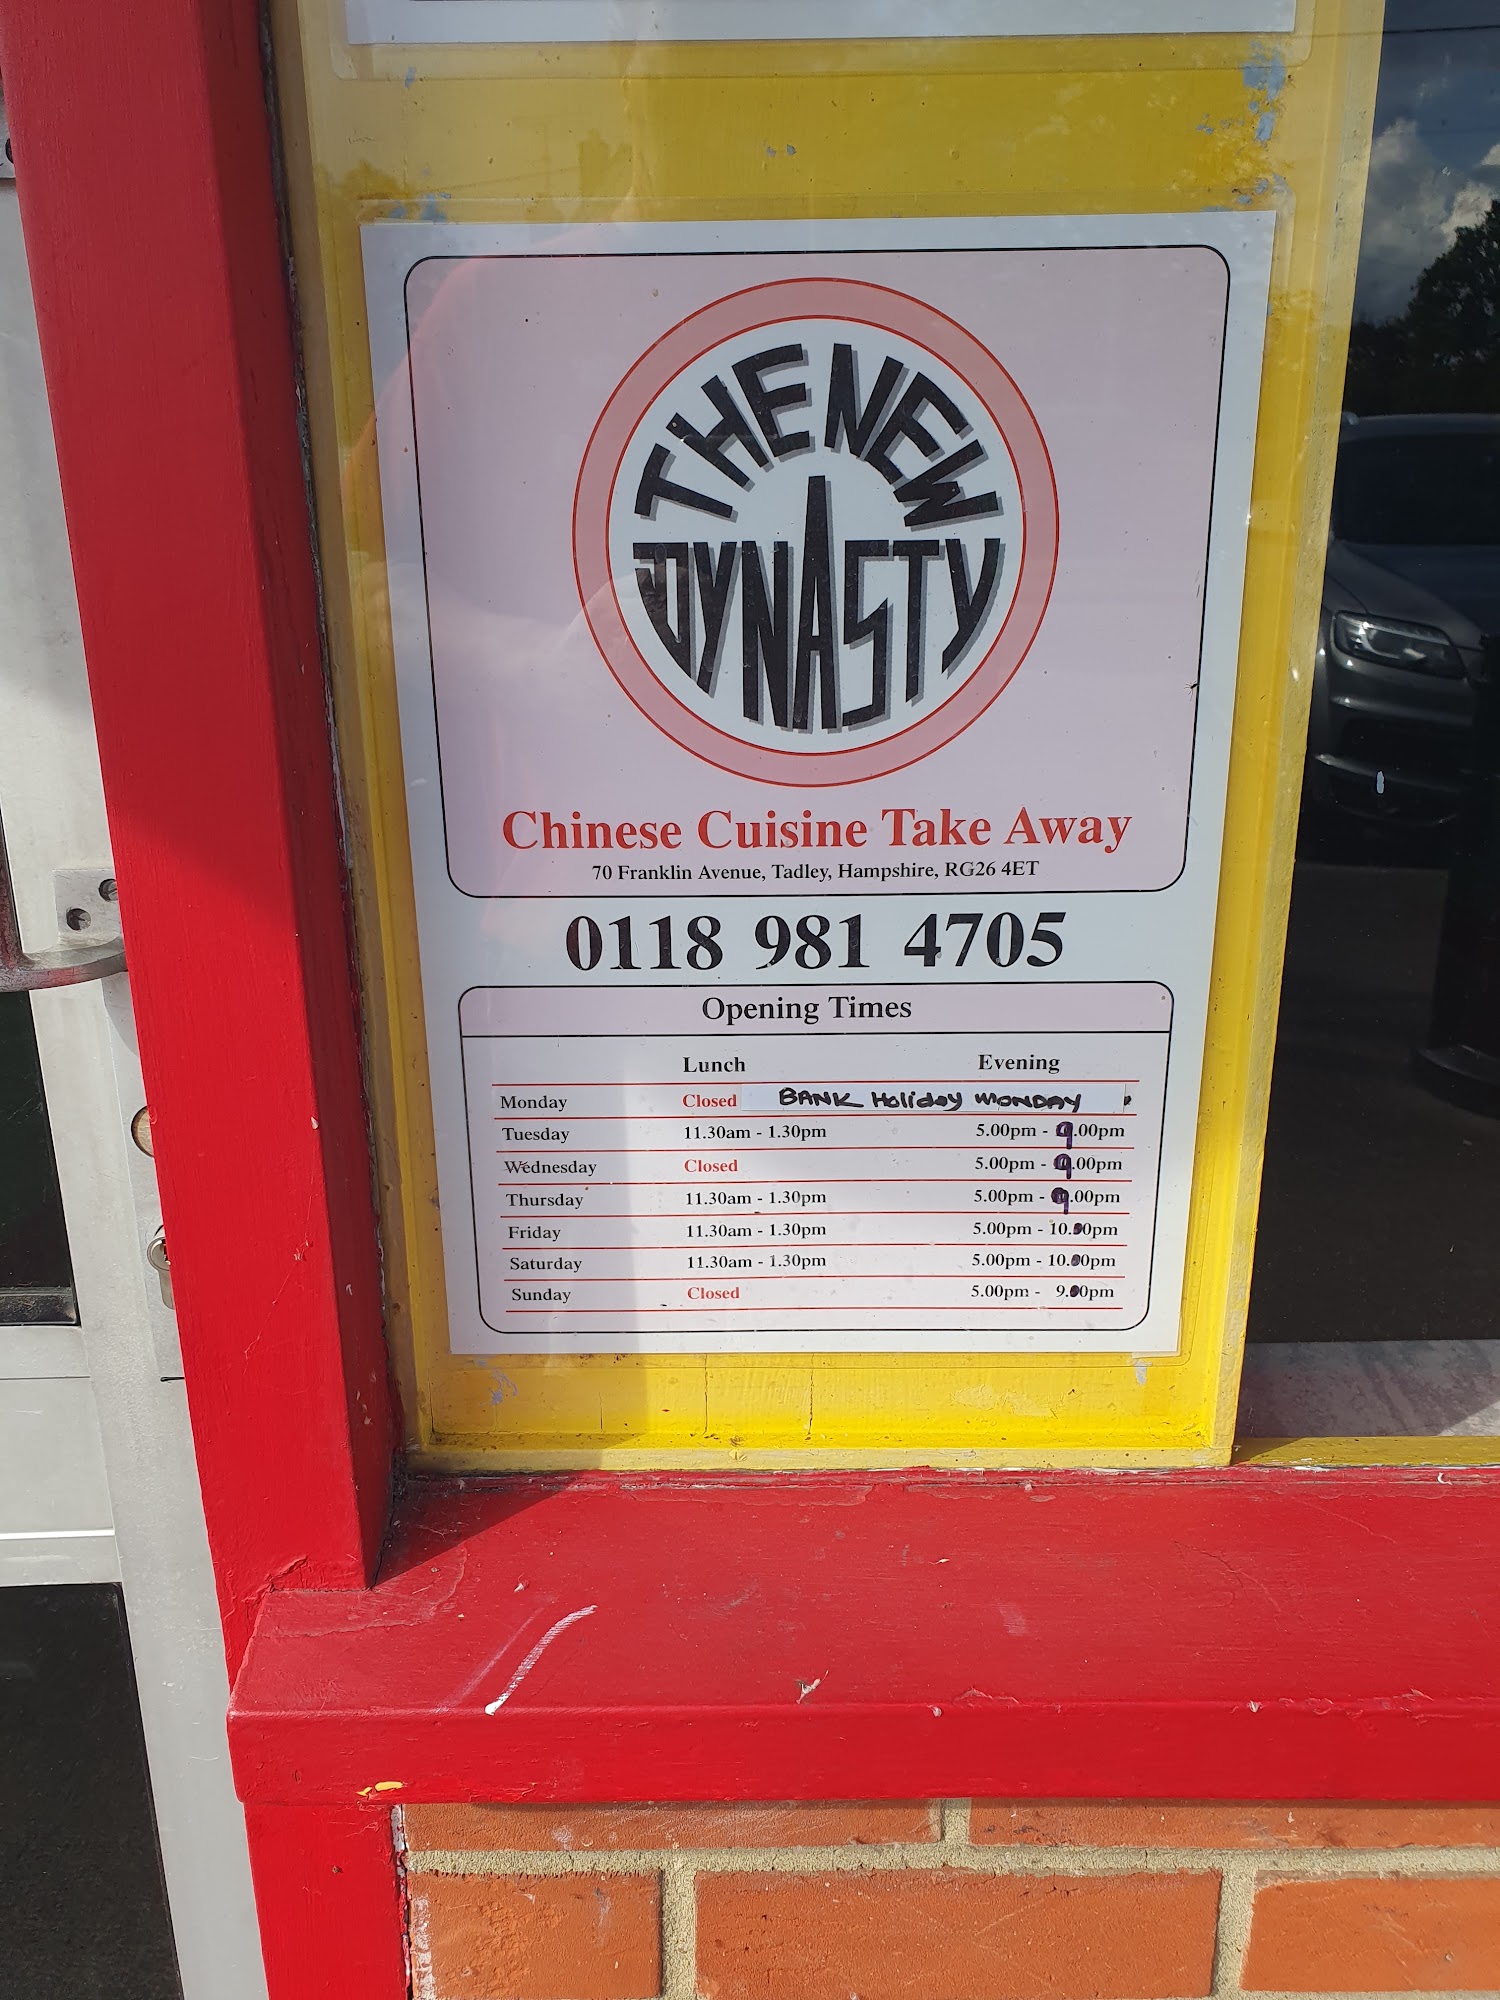 THE NEW
DYNASTY
Chinese Cuisine Take Away
70 Franklin Avenue, Tadley, Hampshire, RG26 4ET
0118 981 4705
Opening Times
Lunch Evening
Monday Closed BANK Holiday MONDAY
Tuesday 11.30am - 1.30pm 5.00pm - 9.00pm
Wednesday Closed 5.00pm - 9.00pm
Thursday 11.30am - 1.30pm 5.00pm - 9.00pm
Friday 11.30am - 1.30pm 5.00pm - 10.00pm
Saturday 11.30am - 1.30pm 5.00pm - 10.00pm
Sunday Closed 5.00pm - 9.00pm